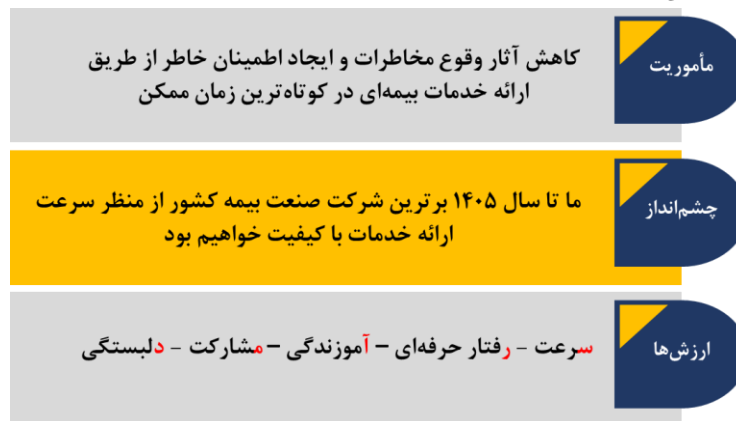 مأموریت
کاهش آثار وقوع مخاطرات و ایجاد اطمینان خاطر از طریق
ارائه خدمات بیمه‌ای در کوتاه‌ترین زمان ممکن
چشم‌انداز
ما تا سال ۱۴۰۵ برترین شرکت صنعت بیمه کشور از منظر سرعت
ارائه خدمات با کیفیت خواهیم بود
ارزش‌ها
سرعت - رفتار حرفه‌ای – آموزندگی – مشارکت - دلبستگی